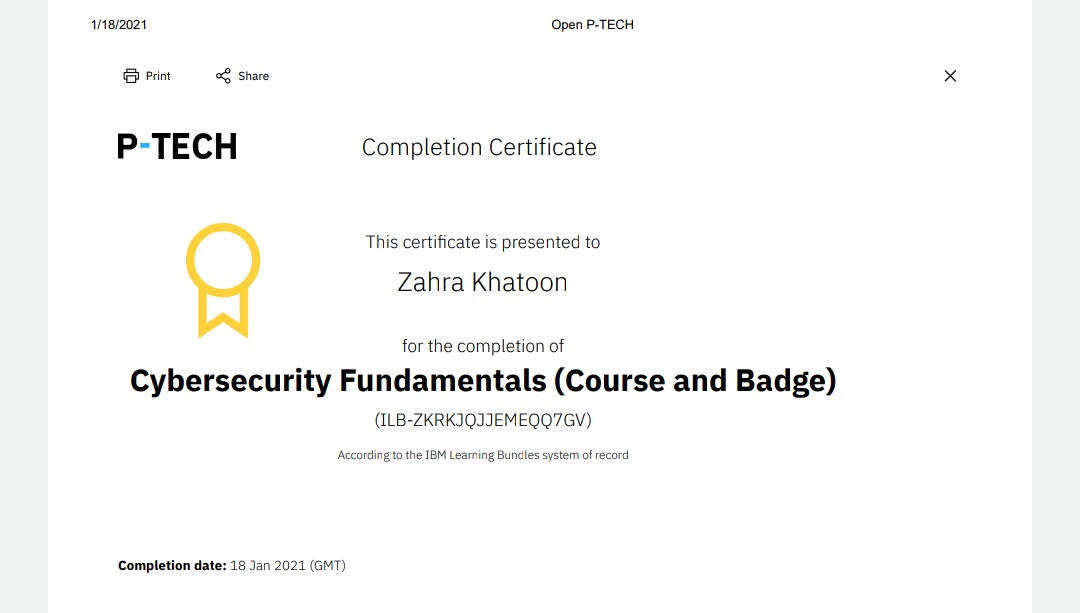 1/18/2021 Open P-TECH
Print Share
P-TECH Completion Certificate
This certificate is presented to
Zahra Khatoon
for the completion of
Cybersecurity Fundamentals (Course and Badge)
(ILB-ZKRKJQJJEMEQQ7GV)
According to the IBM Learning Bundles system of record
Completion date: 18 Jan 2021 (GMT)